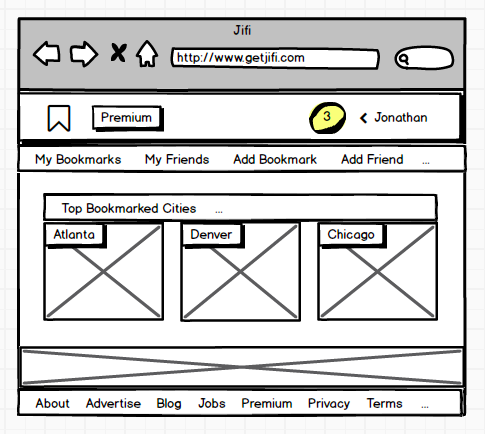 Jifi
http://www.getjifi.com
Premium 3 Jonathan
My Bookmarks My Friends Add Bookmark Add Friend ...
Top Bookmarked Cities ...
Atlanta Denver Chicago
About Advertise Blog Jobs Premium Privacy Terms ...